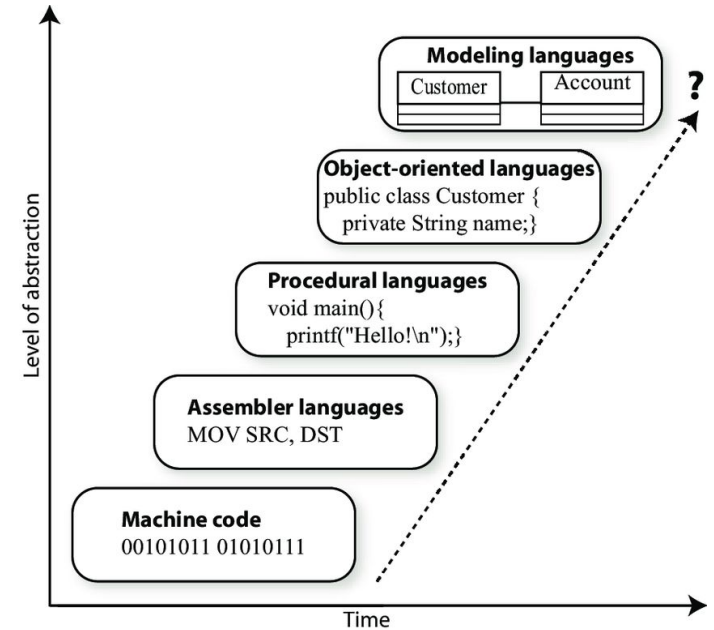 Modeling languages
Customer
Account
?
Object-oriented languages
public class Customer {
private String name;}
Procedural languages
void main(){
printf("Hello!\n");}
Assembler languages
MOV SRC, DST
Machine code
00101011 01010111
Level of abstraction
Time